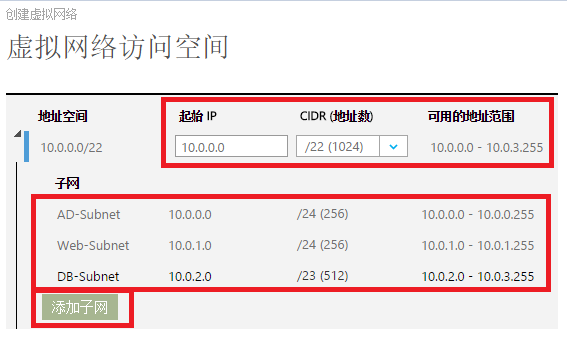 创建虚拟网络
虚拟网络访问空间
地址空间 起始 IP CIDR (地址数) 可用的地址范围
10.0.0.0/22 10.0.0.0 /22 (1024) 10.0.0.0 - 10.0.3.255
子网
AD-Subnet 10.0.0.0 /24 (256) 10.0.0.0 - 10.0.0.255
Web-Subnet 10.0.1.0 /24 (256) 10.0.1.0 - 10.0.1.255
DB-Subnet 10.0.2.0 /23 (512) 10.0.2.0 - 10.0.3.255
添加子网